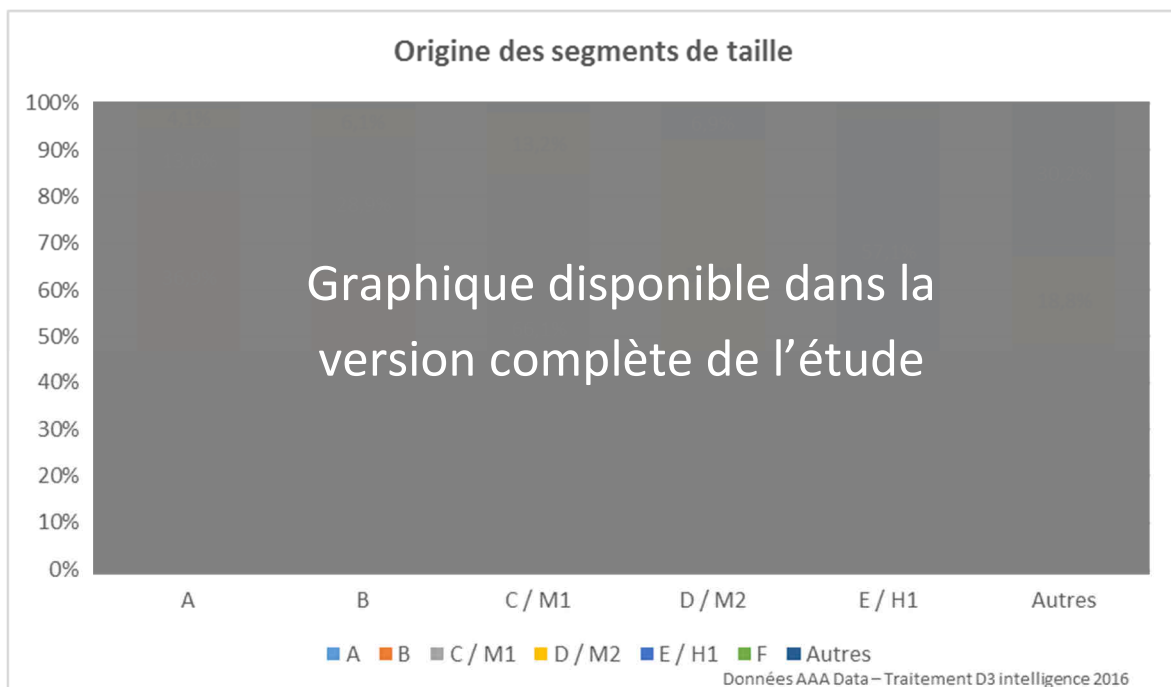 Origine des segments de taille
100%
90%
80%
70%
60%
50%
40%
30%
20%
10%
0%
Graphique disponible dans la
version complète de l’étude
A B C / M1 D / M2 E / H1 Autres
A B C / M1 D / M2 E / H1 F Autres
Données AAA Data – Traitement D3 intelligence 2016